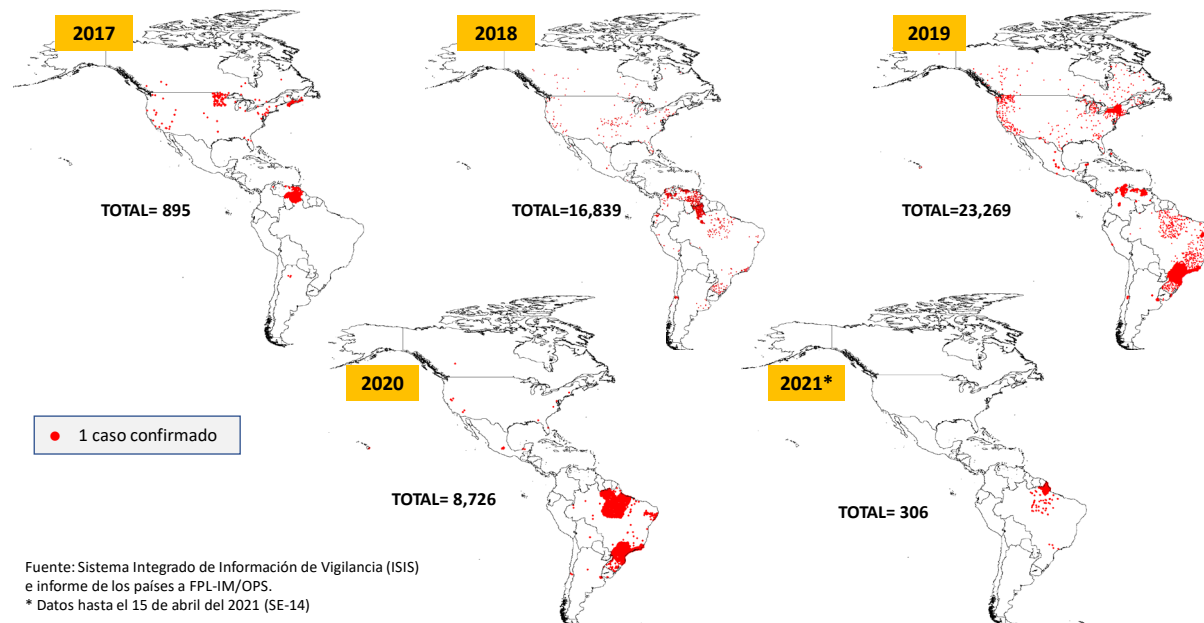 2017
2018
2019
TOTAL= 895
TOTAL=16,839
TOTAL=23,269
2020
2021*
1 caso confirmado
TOTAL= 8,726
TOTAL= 306
Fuente: Sistema Integrado de Información de Vigilancia (ISIS)
e informe de los países a FPL-IM/OPS.
* Datos hasta el 15 de abril del 2021 (SE-14)